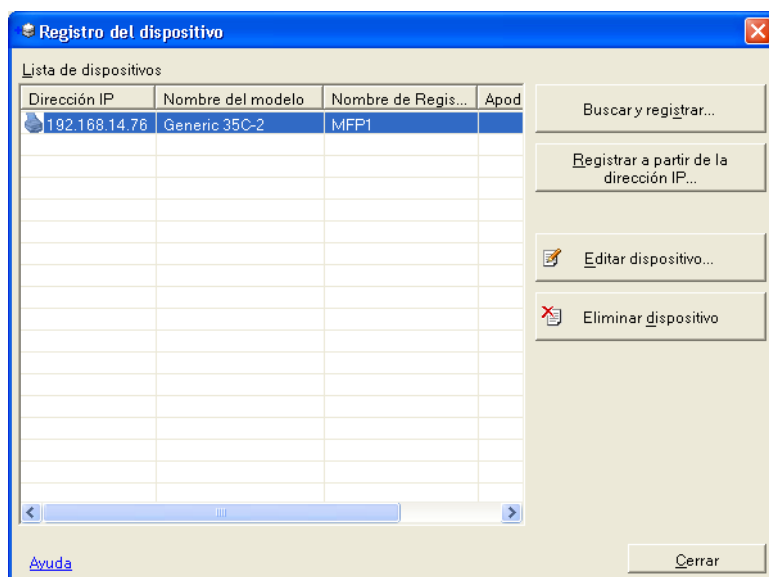 Registro del dispositivo
Lista de dispositivos
Dirección IP Nombre del modelo Nombre de Regis... Apod
192.168.14.76 Generic 35C-2 MFP1
Buscar y registrar...
Registrar a partir de la
dirección IP...
Editar dispositivo...
Eliminar dispositivo
Ayuda
Cerrar